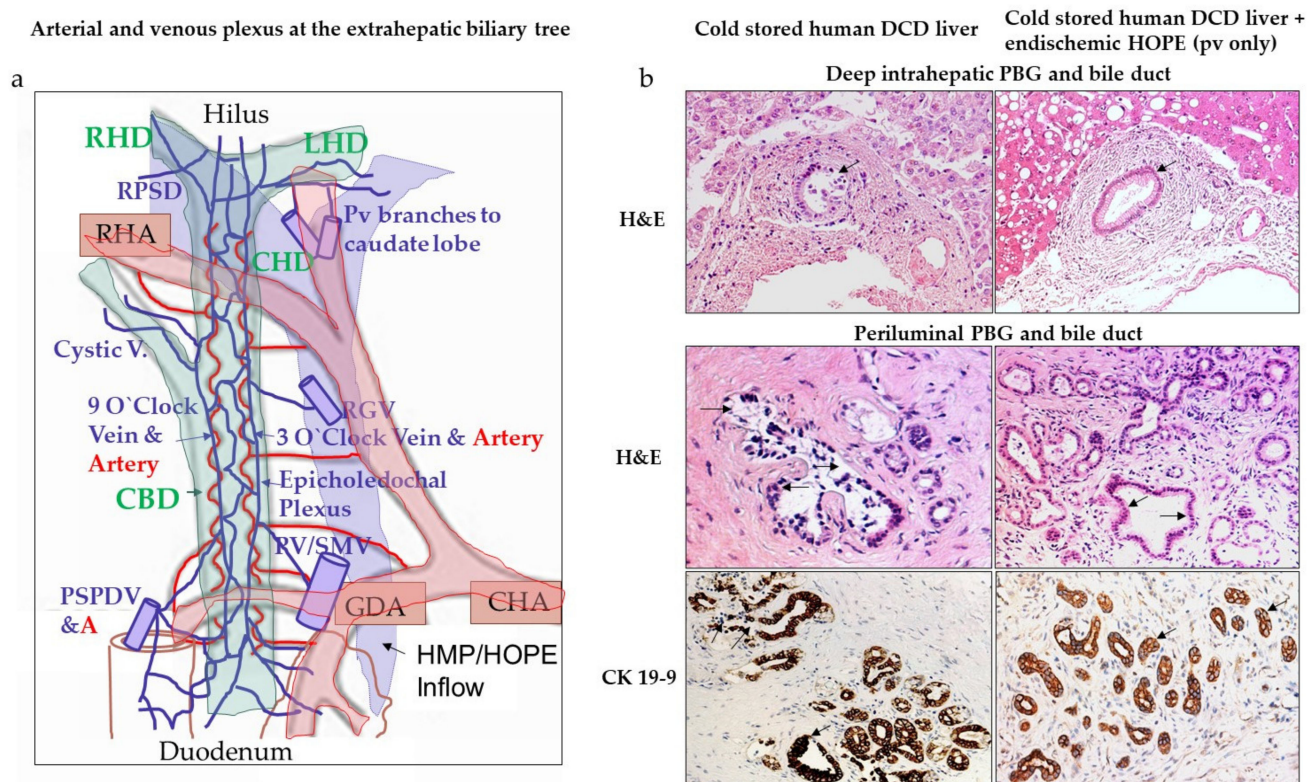 Arterial and venous plexus at the extrahepatic biliary tree
a
Hilus
RHD
LHD
RPSD
Pv branches to
caudate lobe
RHA
CHD
Cystic V.
RGV
9 O`Clock
Vein &
Artery
3 O`Clock Vein & Artery
CBD
Epicholedochal
Plexus
PV/SMV
PSPDV
&A
GDA
CHA
HMP/HOPE
Inflow
Duodenum
Cold stored human DCD liver
Cold stored human DCD liver +
endischemic HOPE (pv only)
b
Deep intrahepatic PBG and bile duct
H&E
Periluminal PBG and bile duct
H&E
CK 19-9